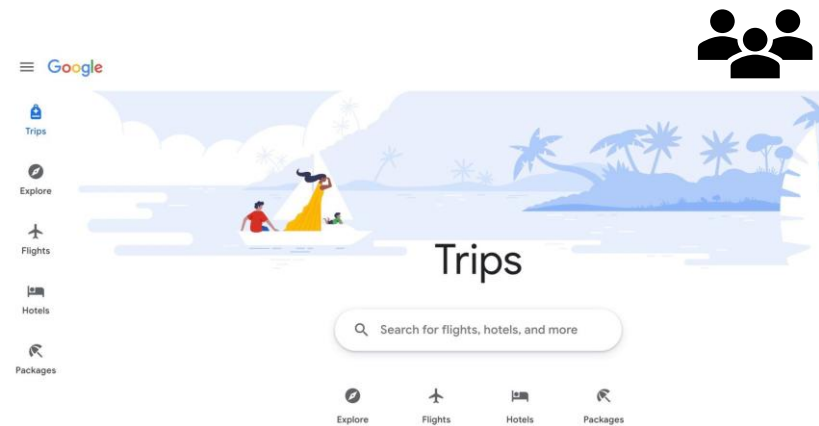 Google
Trips
Explore
Flights
Hotels
Packages
Trips
Search for flights, hotels, and more
Explore Flights Hotels Packages